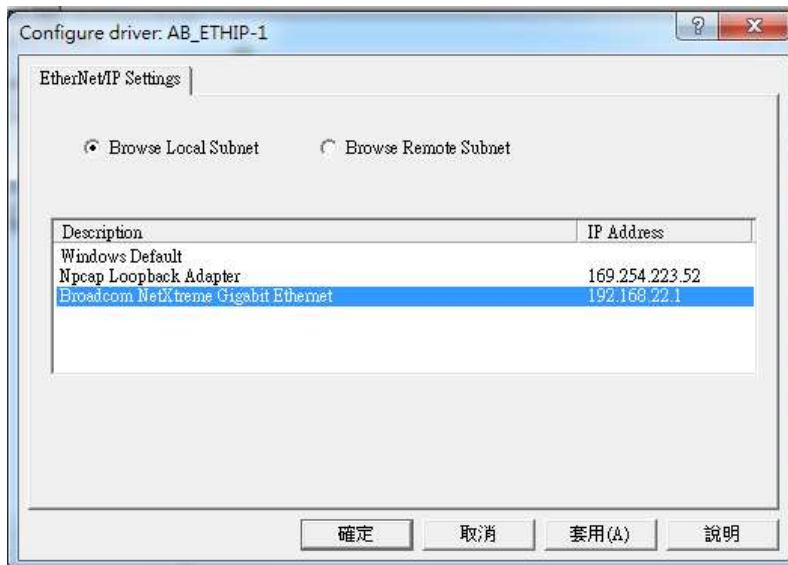 Configure driver: AB_ETHIP-1
EtherNet/IP Settings
Browse Local Subnet Browse Remote Subnet
Description IP Address
Windows Default
Npcap Loopback Adapter 169.254.223.52
Broadcom NetXtreme Gigabit Ethernet 192.168.22.1
確定 取消 套用(A) 說明